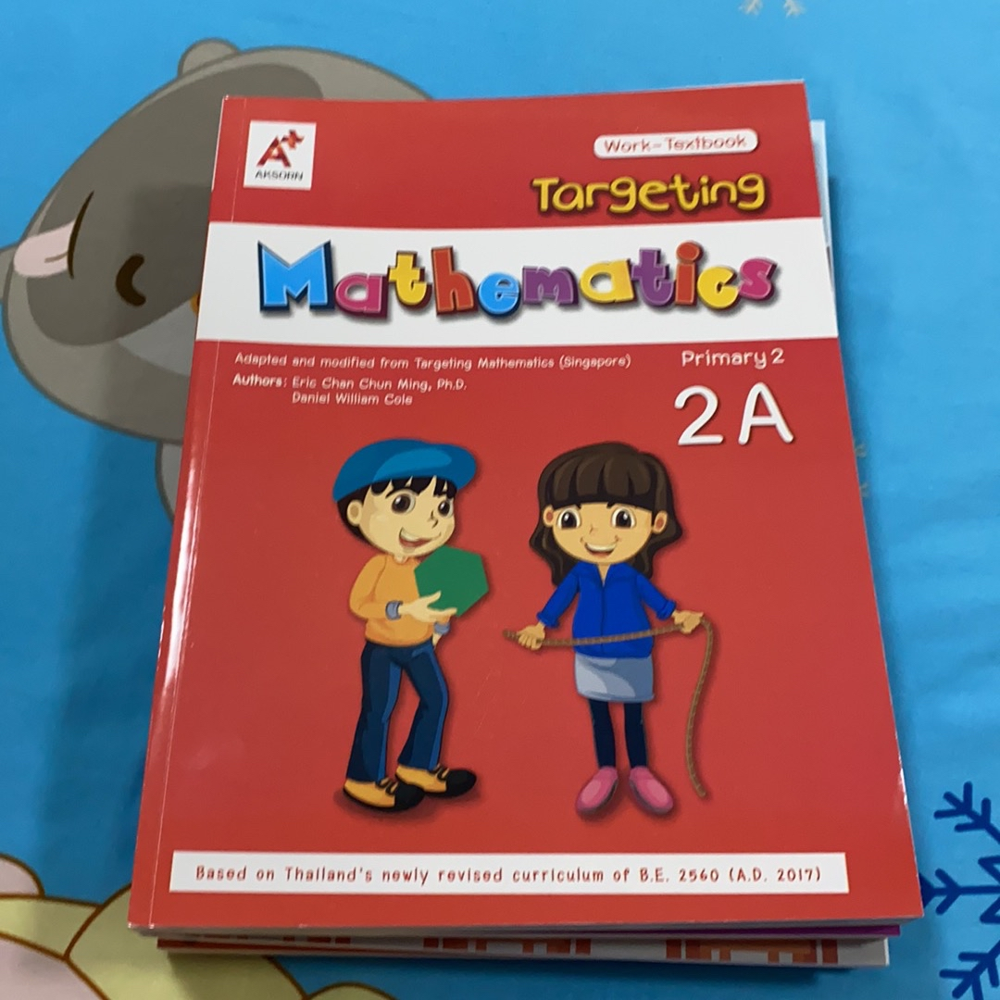 A+
AKSORN
Work-Textbook
Targeting
Mathematics
Adapted and modified from Targeting Mathematics (Singapore)
Primary 2
Authors: Eric Chan Chun Ming, Ph.D.
Daniel William Cole
2A
Based on Thailand's newly revised curriculum of B.E. 2560 (A.D. 2017)